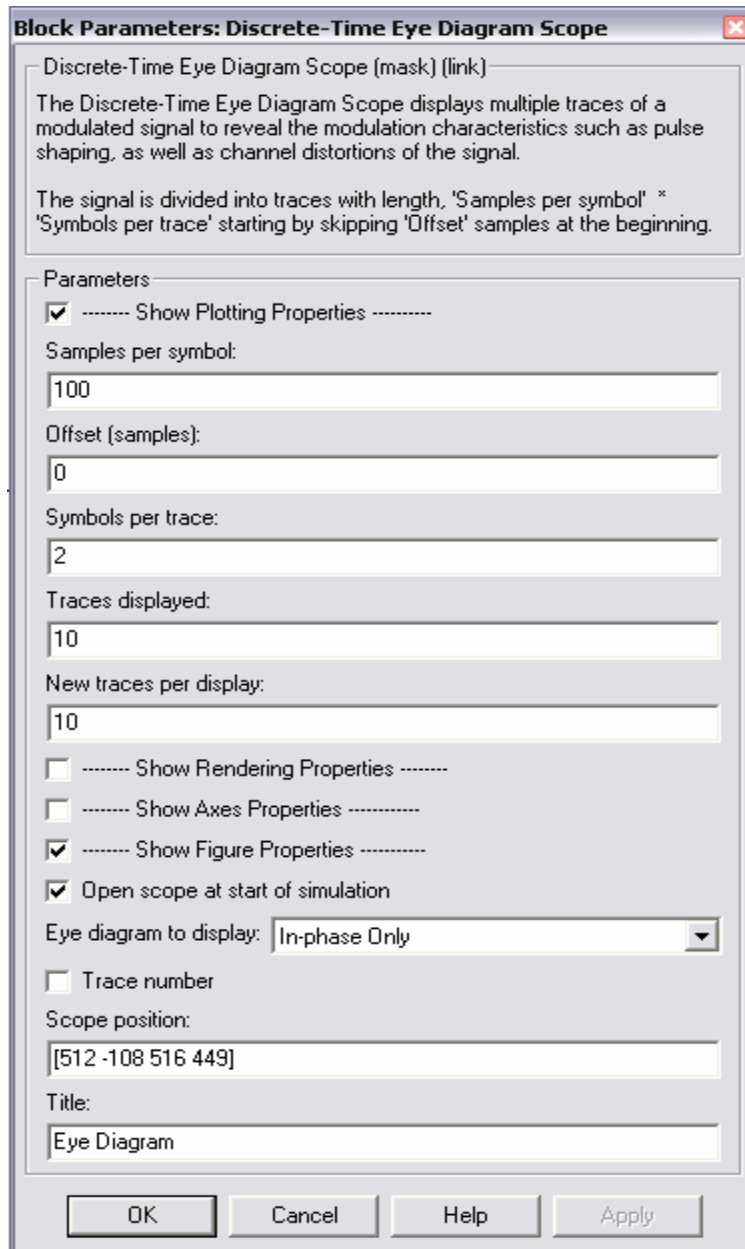 Block Parameters: Discrete-Time Eye Diagram Scope
Discrete-Time Eye Diagram Scope (mask) (link)
The Discrete-Time Eye Diagram Scope displays multiple traces of a
modulated signal to reveal the modulation characteristics such as pulse
shaping, as well as channel distortions of the signal.
The signal is divided into traces with length, 'Samples per symbol' *
'Symbols per trace' starting by skipping 'Offset' samples at the beginning.
Parameters
-------- Show Plotting Properties ----------
Samples per symbol:
100
Offset (samples):
0
Symbols per trace:
2
Traces displayed:
10
New traces per display:
10
-------- Show Rendering Properties --------
-------- Show Axes Properties ------------
-------- Show Figure Properties -----------
Open scope at start of simulation
Eye diagram to display: In-phase Only
Trace number
Scope position:
[512 -108 516 449]
Title:
Eye Diagram
OK Cancel Help Apply